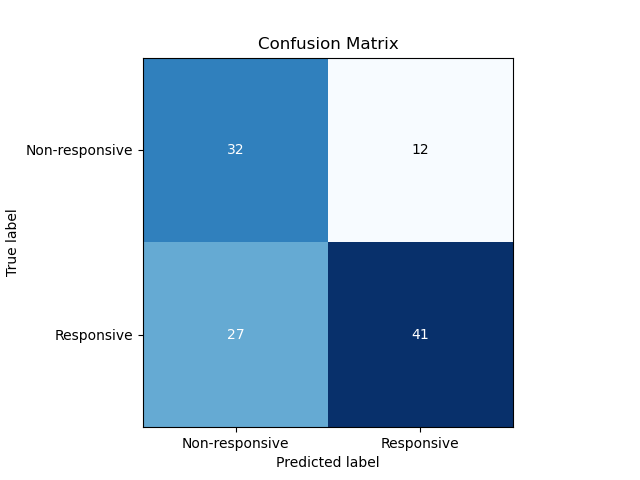 Confusion Matrix
True label
Non-responsive
32
12
Responsive
27
41
Non-responsive
Responsive
Predicted label